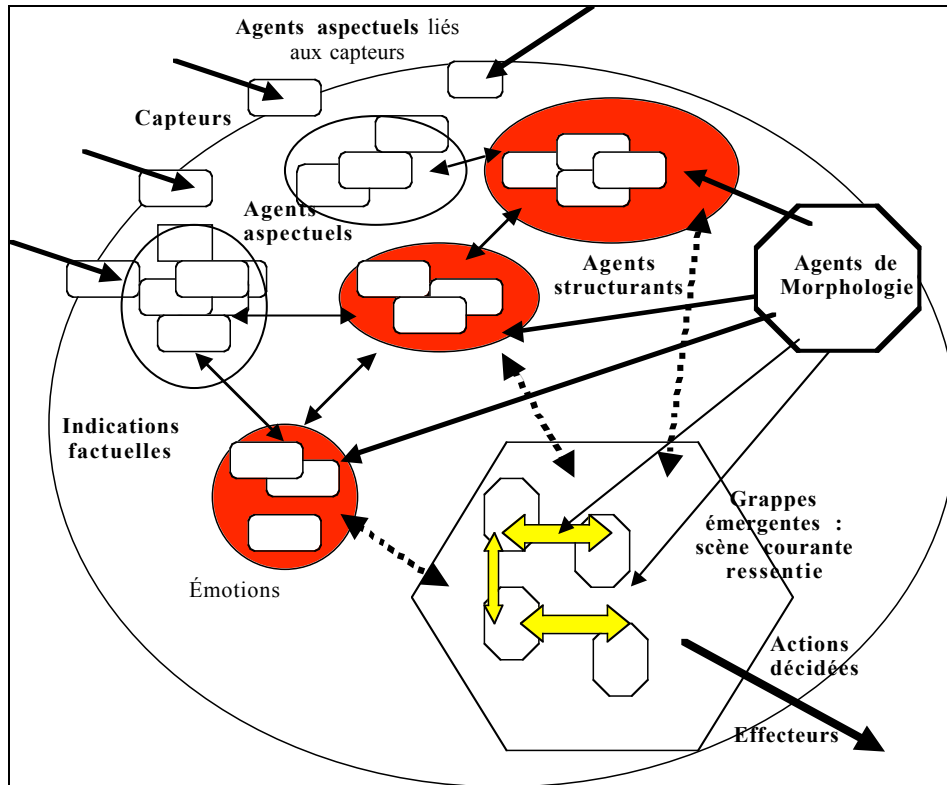 Agents aspectuels liés
aux capteurs
Capteurs
Agents
aspectuels
Agents
structurants
Agents de
Morphologie
Indications
factuelles
Émotions
Grappes
émergentes :
scène courante
ressentie
Actions
décidées
Effecteurs